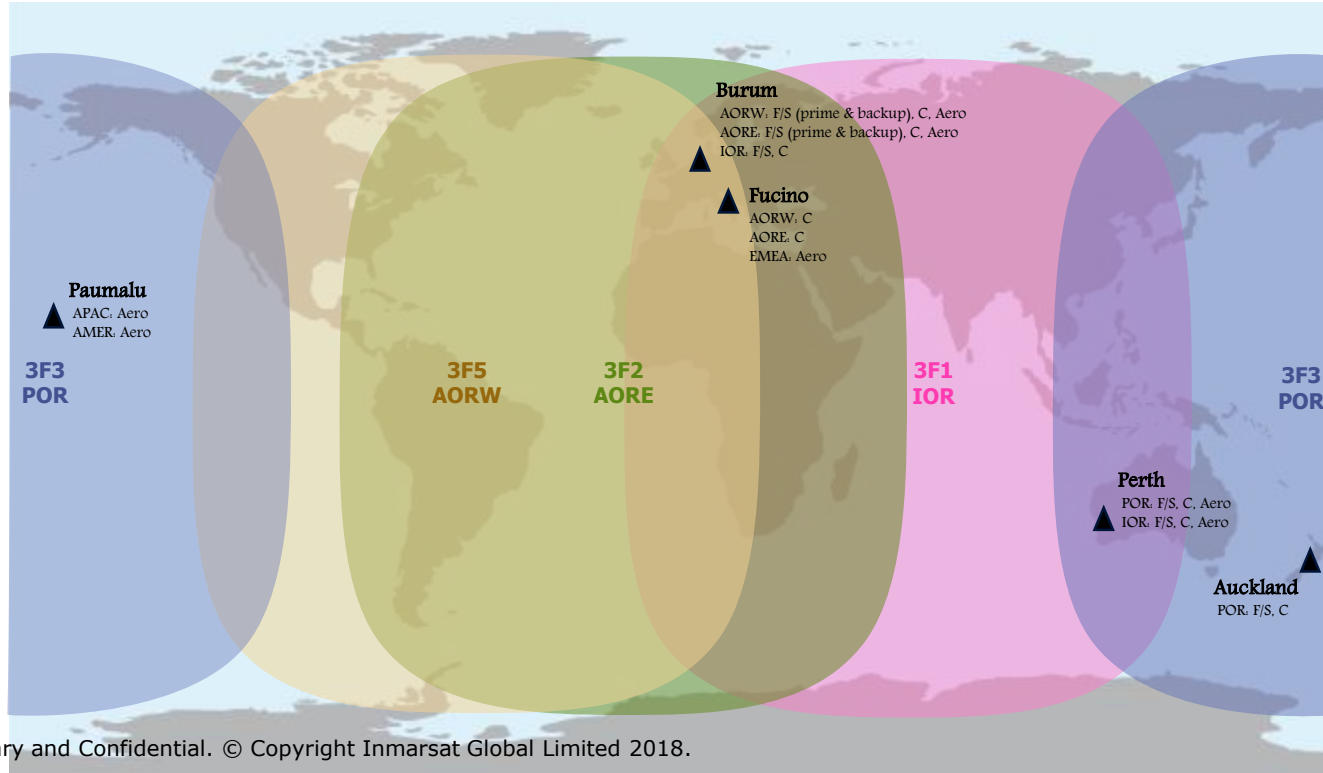 Burum
AORW: F/S (prime & backup), C, Aero
AORE: F/S (prime & backup), C, Aero
IOR: F/S, C
Fucino
AORW: C
AORE: C
EMEA: Aero
Paumalu
APAC: Aero
AMER: Aero
3F3
POR
3F5
AORW
3F2
AORE
3F1
IOR
3F3
POR
Perth
POR: F/S, C, Aero
IOR: F/S, C, Aero
Auckland
POR: F/S, C
and Confidential. © Copyright Inmarsat Global Limited 2018.